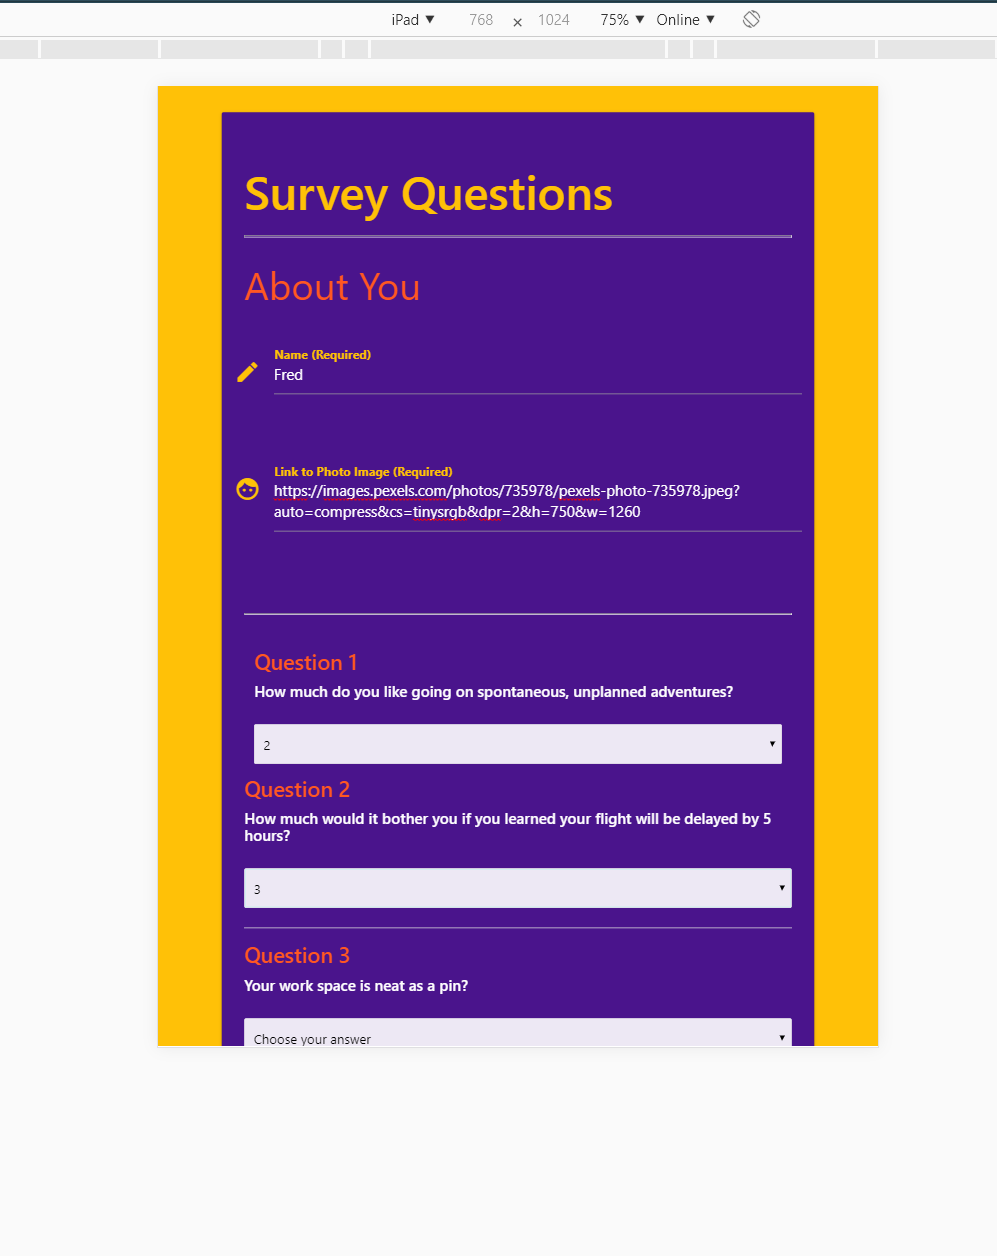 iPad ▼ 768 × 1024 75% ▼ Online ▼
Survey Questions
About You
Name (Required)
Fred
Link to Photo Image (Required)
https://images.pexels.com/photos/735978/pexels-photo-735978.jpeg?
auto=compress&cs=tinysrgb&dpr=2&h=750&w=1260
Question 1
How much do you like going on spontaneous, unplanned adventures?
2
Question 2
How much would it bother you if you learned your flight will be delayed by 5
hours?
3
Question 3
Your work space is neat as a pin?
Choose your answer